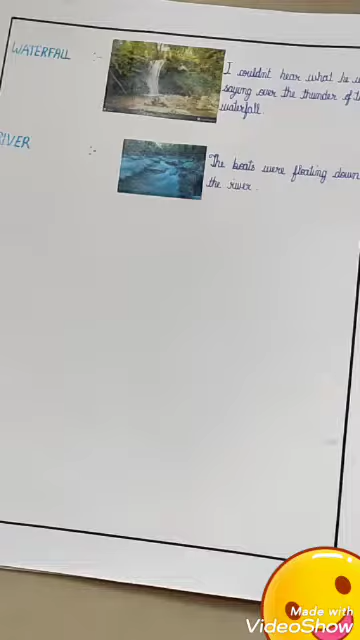 WATERFALL :-
I couldn't hear what he
saying over the thunder of
waterfall.
RIVER :-
The boats were floating down
the river.
Made with
VideoShow